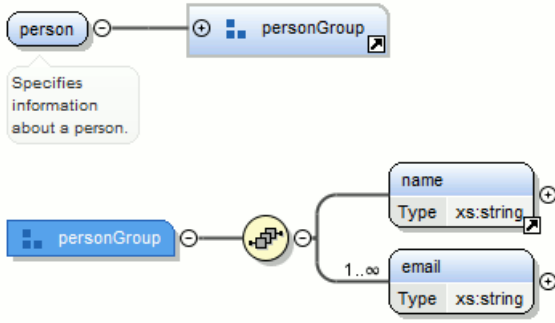 person
personGroup
Specifies
information
about a person.
name
Type xs:string
personGroup
1..∞
email
Type xs:string